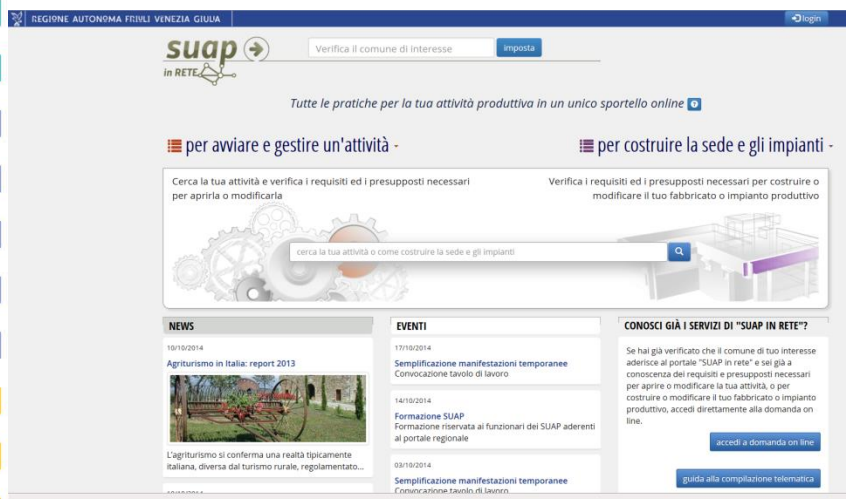 REGIONE AUTONOMA FRIULI VENEZIA GIULIA
login
suap
in RETE
Verifica il comune di interesse
imposta
Tutte le pratiche per la tua attività produttiva in un unico sportello online
per avviare e gestire un'attività
per costruire la sede e gli impianti
Cerca la tua attività e verifica i requisiti ed i presupposti necessari
per aprirla o modificarla
Verifica i requisiti ed i presupposti necessari per costruire o
modificare il tuo fabbricato o impianto produttivo
cerca la tua attività o come costruire la sede e gli impianti
NEWS
10/10/2014
Agriturismo in Italia: report 2013
L'agriturismo si conferma una realtà tipicamente
italiana, diversa dal turismo rurale, regolamentato...
EVENTI
17/10/2014
Semplificazione manifestazioni temporanee
Convocazione tavolo di lavoro
14/10/2014
Formazione SUAP
Formazione riservata ai funzionari dei SUAP aderenti
al portale regionale
03/10/2014
Semplificazione manifestazioni temporanee
Convocazione tavolo di lavoro
CONOSCI GIÀ I SERVIZI DI "SUAP IN RETE"?
Se hai già verificato che il comune di tuo interesse
aderisce al portale "SUAP in rete" e sei già a
conoscenza dei requisiti e presupposti necessari
per aprire o modificare la tua attività, o per
costruire o modificare il tuo fabbricato o impianto
produttivo, accedi direttamente alla domanda on
line.
accedi a domanda on line
guida alla compilazione telematica